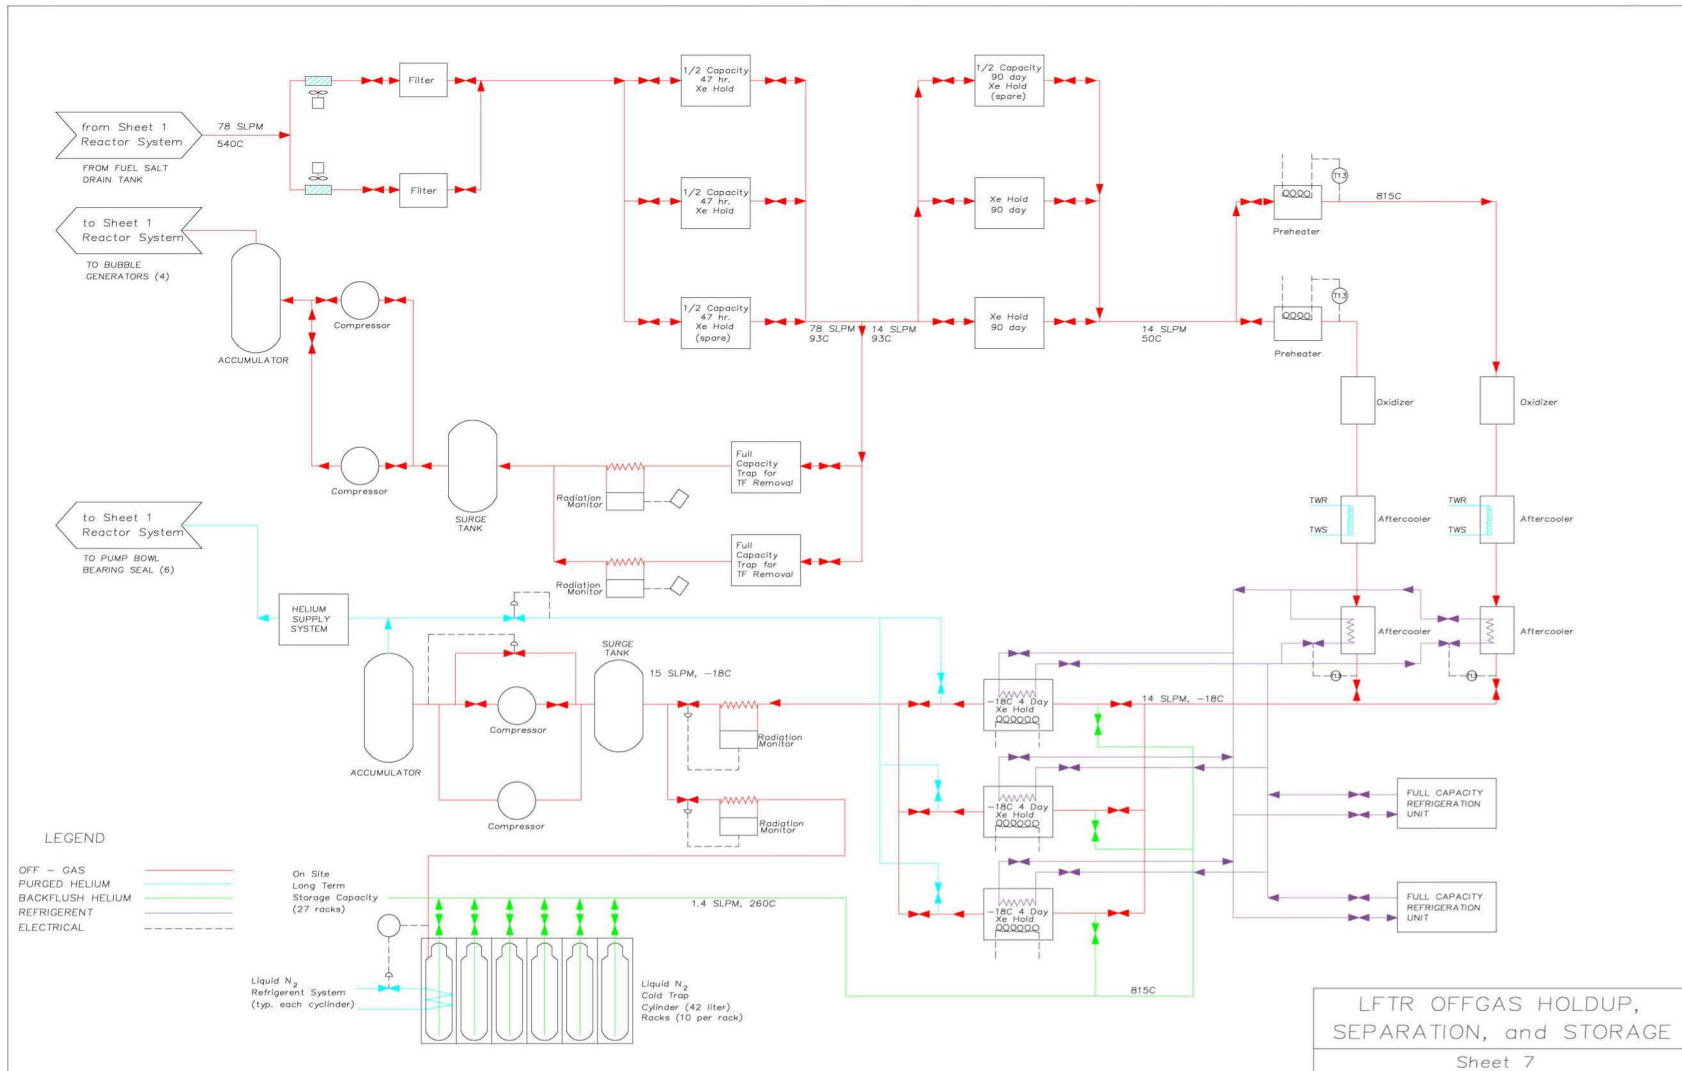 from Sheet 1
Reactor System
FROM FUEL SALT
DRAIN TANK
78 SLPM
540C
Filter
Filter
1/2 Capacity
47 hr.
Xe Hold
1/2 Capacity
47 hr.
Xe Hold
1/2 Capacity
47 hr.
Xe Hold
(spare)
78 SLPM
93C
14 SLPM
93C
1/2 Capacity
90 day
Xe Hold
(spare)
Xe Hold
90 day
Xe Hold
90 day
14 SLPM
50C
T13
Preheater
815C
T13
Preheater
Oxidizer
Oxidizer
TWR
TWS
Aftercooler
TWR
TWS
Aftercooler
Aftercooler
Aftercooler
T13
T13
to Sheet 1
Reactor System
TO BUBBLE
GENERATORS (4)
ACCUMULATOR
Compressor
Compressor
SURGE
TANK
Radiation
Monitor
Full
Capacity
Trap for
TF Removal
Radiation
Monitor
Full
Capacity
Trap for
TF Removal
to Sheet 1
Reactor System
TO PUMP BOWL
BEARING SEAL (6)
HELIUM
SUPPLY
SYSTEM
ACCUMULATOR
Compressor
Compressor
SURGE
TANK
15 SLPM, -18C
Radiation
Monitor
Radiation
Monitor
-18C 4 Day
Xe Hold
14 SLPM, -18C
-18C 4 Day
Xe Hold
-18C 4 Day
Xe Hold
FULL CAPACITY
REFRIGERATION
UNIT
FULL CAPACITY
REFRIGERATION
UNIT
LEGEND
OFF - GAS
PURGED HELIUM
BACKFLUSH HELIUM
REFRIGERENT
ELECTRICAL
On Site
Long Term
Storage Capacity
(27 racks)
1.4 SLPM, 260C
815C
Liquid N2
Refrigerent System
(typ. each cyclinder)
Liquid N2
Cold Trap
Cylinder (42 liter)
Racks (10 per rack)
LFTR OFFGAS HOLDUP,
SEPARATION, and STORAGE
Sheet 7